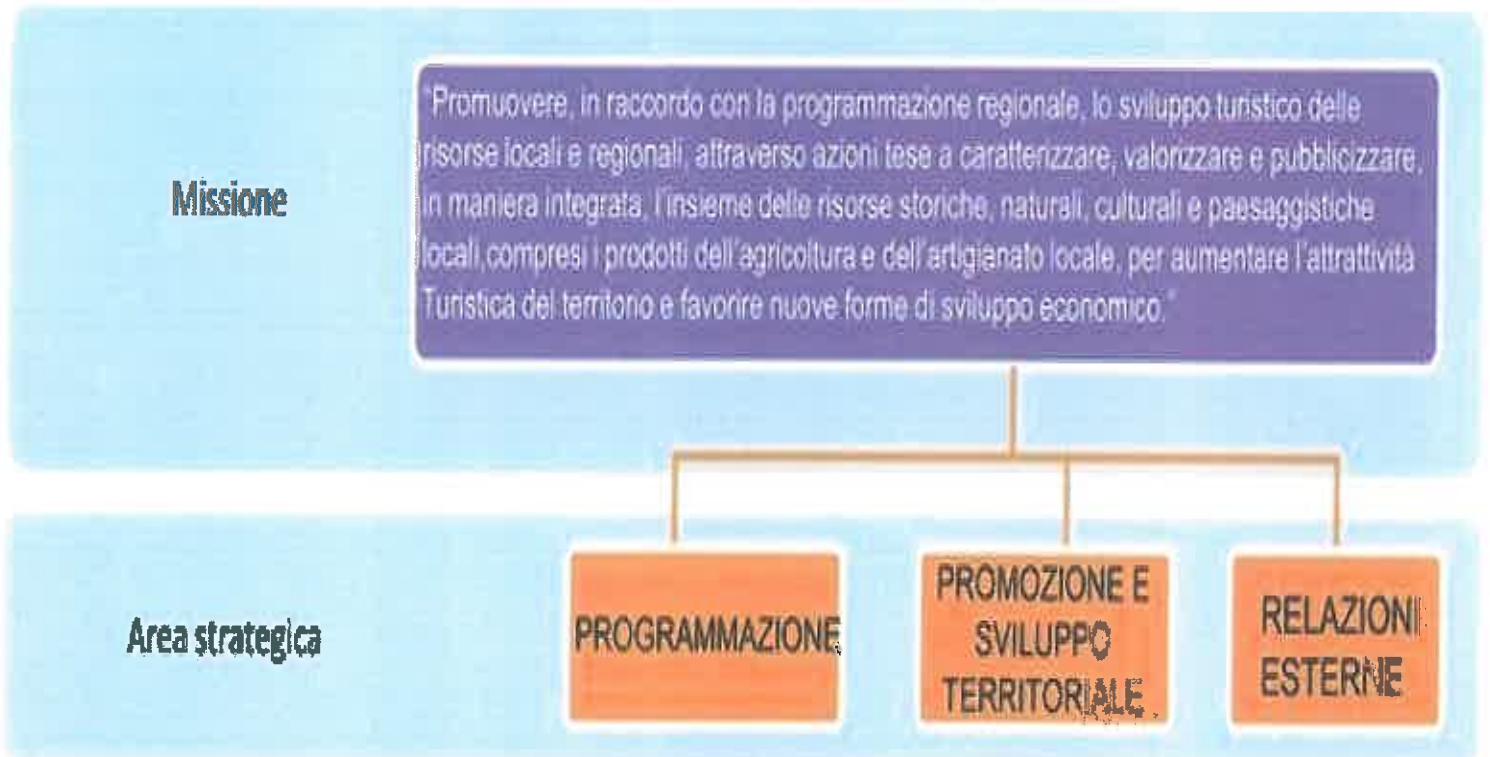 Missione
"Promuovere, in raccordo con la programmazione regionale, lo sviluppo turistico delle
risorse locali e regionali, attraverso azioni tese a caratterizzare, valorizzare e pubblicizzare,
in maniera integrata, l'insieme delle risorse storiche, naturali, culturali e paesaggistiche
locali,compresi i prodotti dell'agricoltura e dell'artigianato locale, per aumentare l'attrattività
Turistica del territorio e favorire nuove forme di sviluppo economico."
Area strategica
PROGRAMMAZIONE
PROMOZIONE E
SVILUPPO
TERRITORIALE
RELAZIONI
ESTERNE